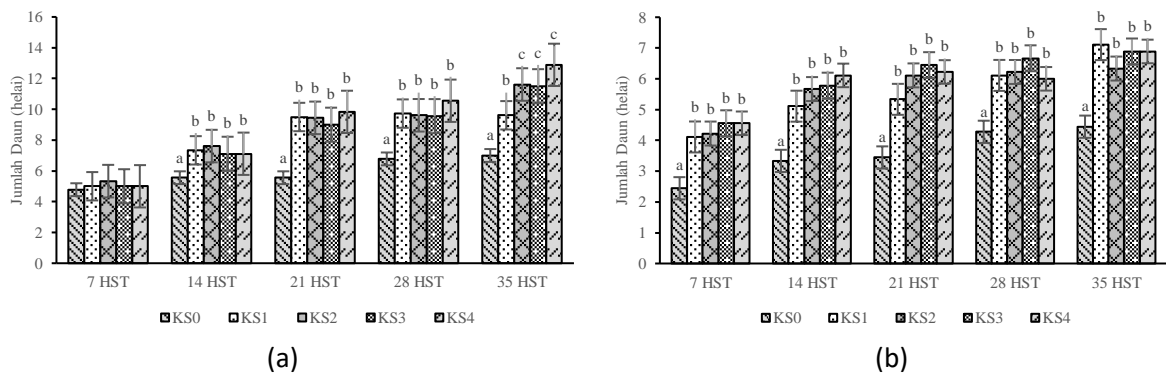 (a)
Jumlah Daun (helai)
16
14
12
10
8
6
4
2
0
a b b b b
a b b b b
a b b b b
a b c c c
7 HST 14 HST 21 HST 28 HST 35 HST
KS0 KS1 KS2 KS3 KS4
(b)
Jumlah Daun (helai)
8
7
6
5
4
3
2
1
0
a b b b b
a b b b b
a b b b b
a b b b b
a b b b b
7 HST 14 HST 21 HST 28 HST 35 HST
KS0 KS1 KS2 KS3 KS4